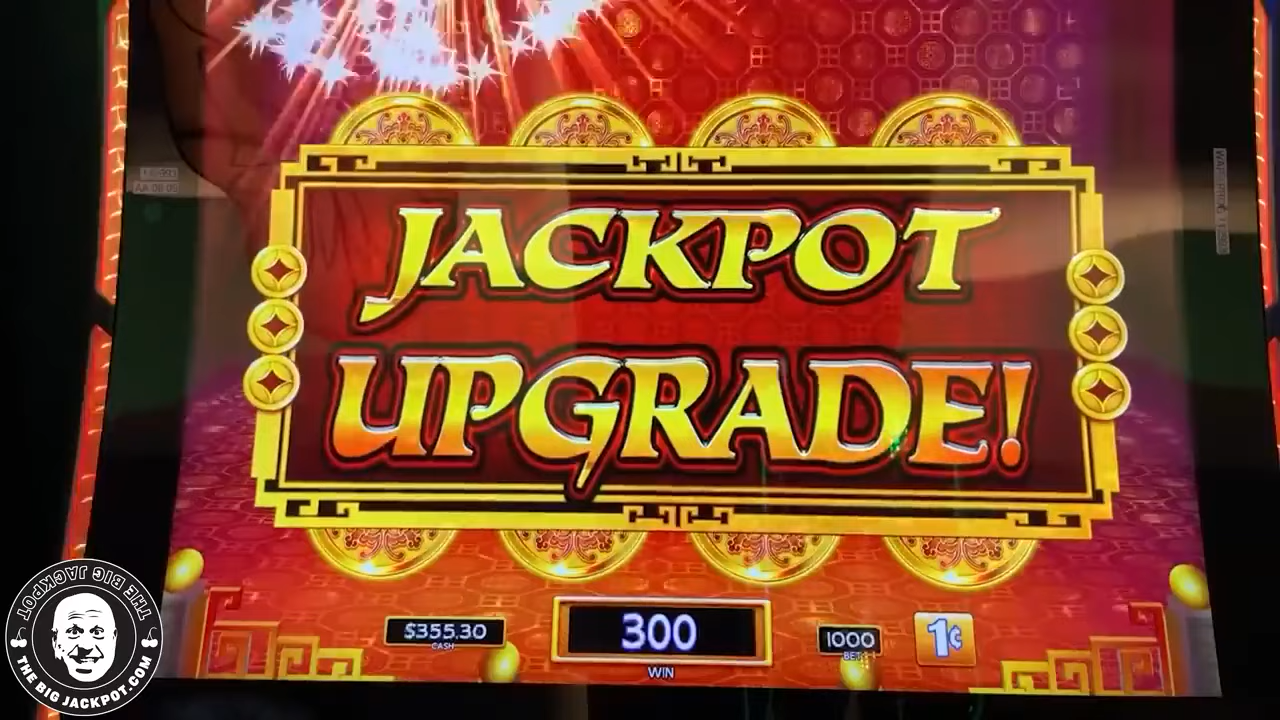 JACKPOT
UPGRADE!
$355.30
CASH
300
WIN
1000
BET
1¢
THE BIG JACKPOT
THE BIG JACKPOT.COM